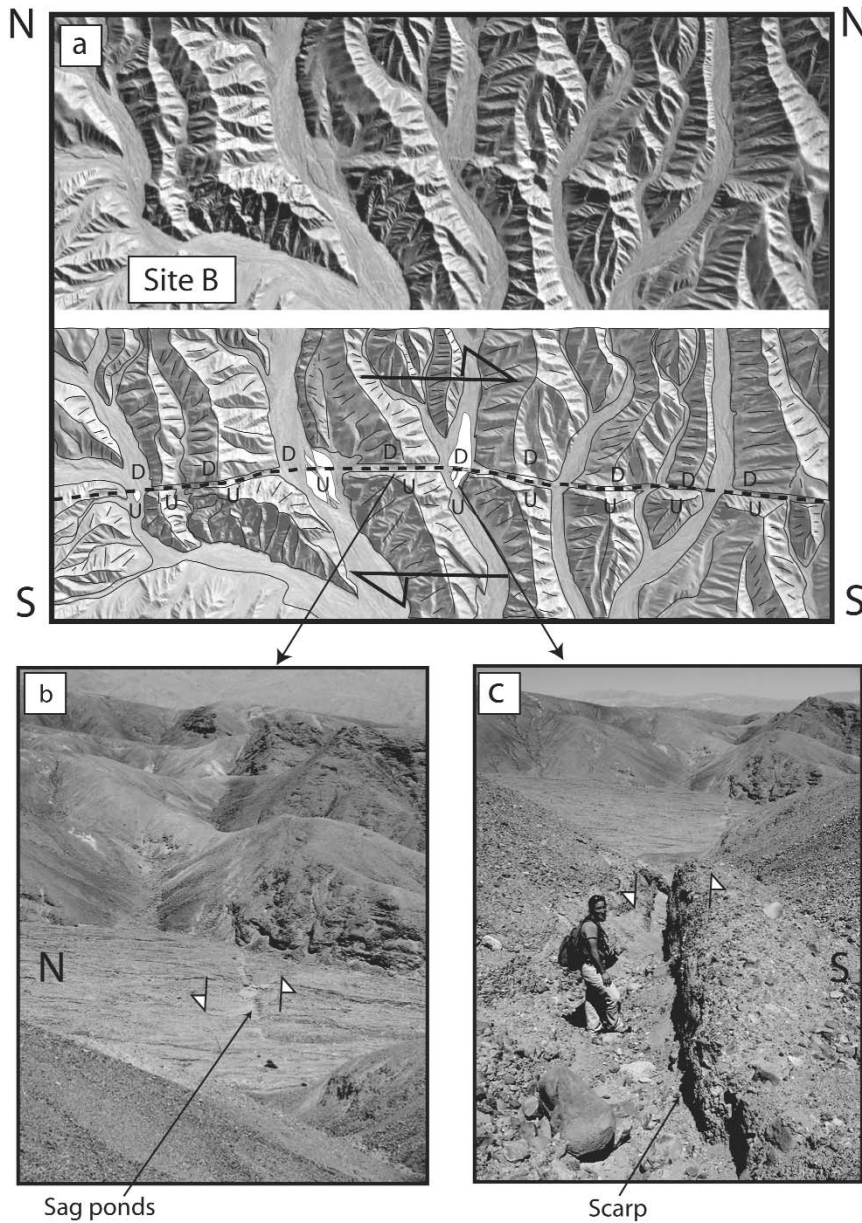 N N
a
Site B
D D D D D D D D
U U U U U U U U U U
S S
b
c
N
S
Sag ponds
Scarp